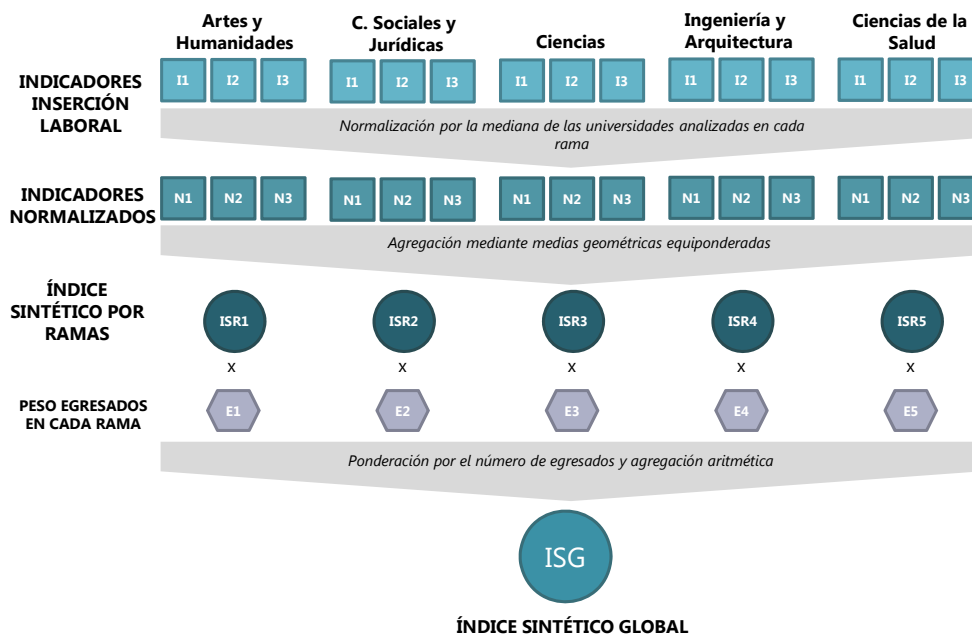 Artes y
Humanidades
C. Sociales y
Jurídicas
Ciencias
Ingeniería y
Arquitectura
Ciencias de la
Salud
INDICADORES
INSERCIÓN
LABORAL
I1 I2 I3 I1 I2 I3 I1 I2 I3 I1 I2 I3 I1 I2 I3
Normalización por la mediana de las universidades analizadas en cada
rama
INDICADORES
NORMALIZADOS
N1 N2 N3 N1 N2 N3 N1 N2 N3 N1 N2 N3 N1 N2 N3
Agregación mediante medias geométricas equiponderadas
ÍNDICE
SINTÉTICO POR
RAMAS
ISR1 ISR2 ISR3 ISR4 ISR5
x x x x x
PESO EGRESADOS
EN CADA RAMA
E1 E2 E3 E4 E5
Ponderación por el número de egresados y agregación aritmética
ISG
ÍNDICE SINTÉTICO GLOBAL